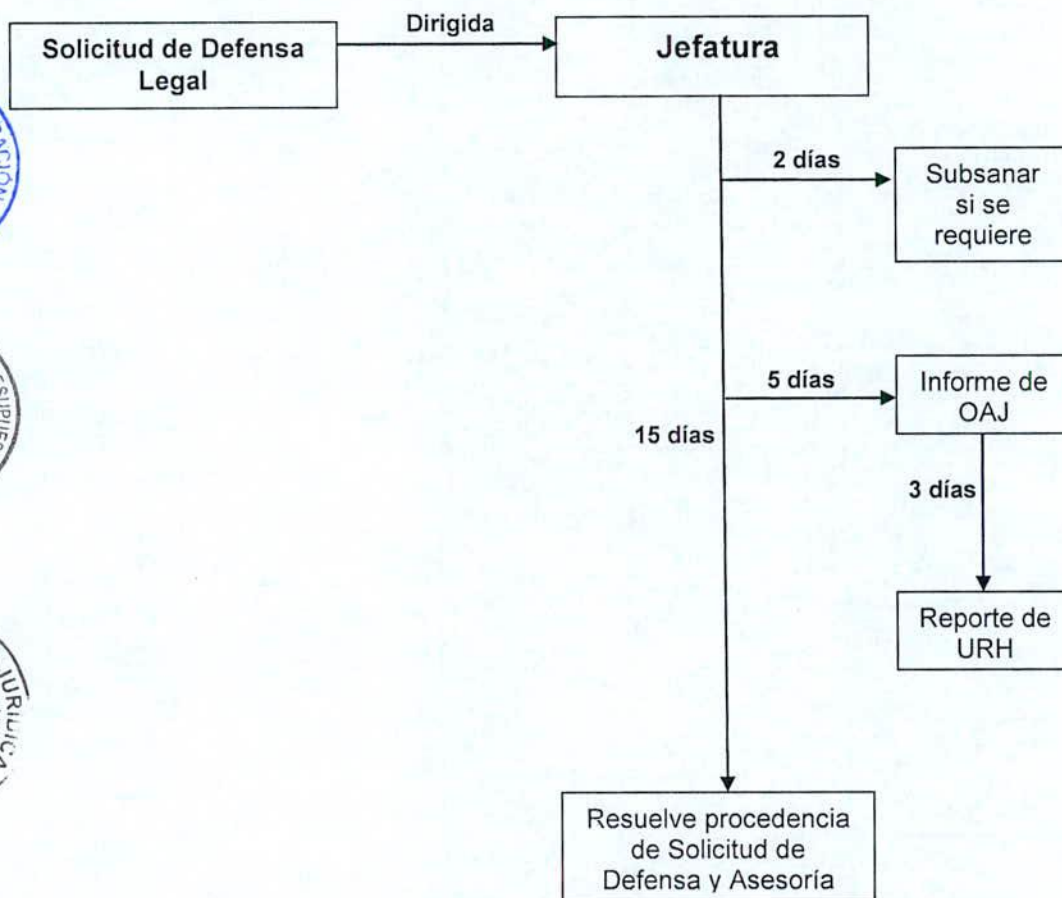 Dirigida
Solicitud de Defensa
Legal
Jefatura
2 días
Subsanar
si se
requiere
5 días
Informe de
OAJ
15 días
3 días
Reporte de
URH
Resuelve procedencia
de Solicitud de
Defensa y Asesoría
JURIDICA